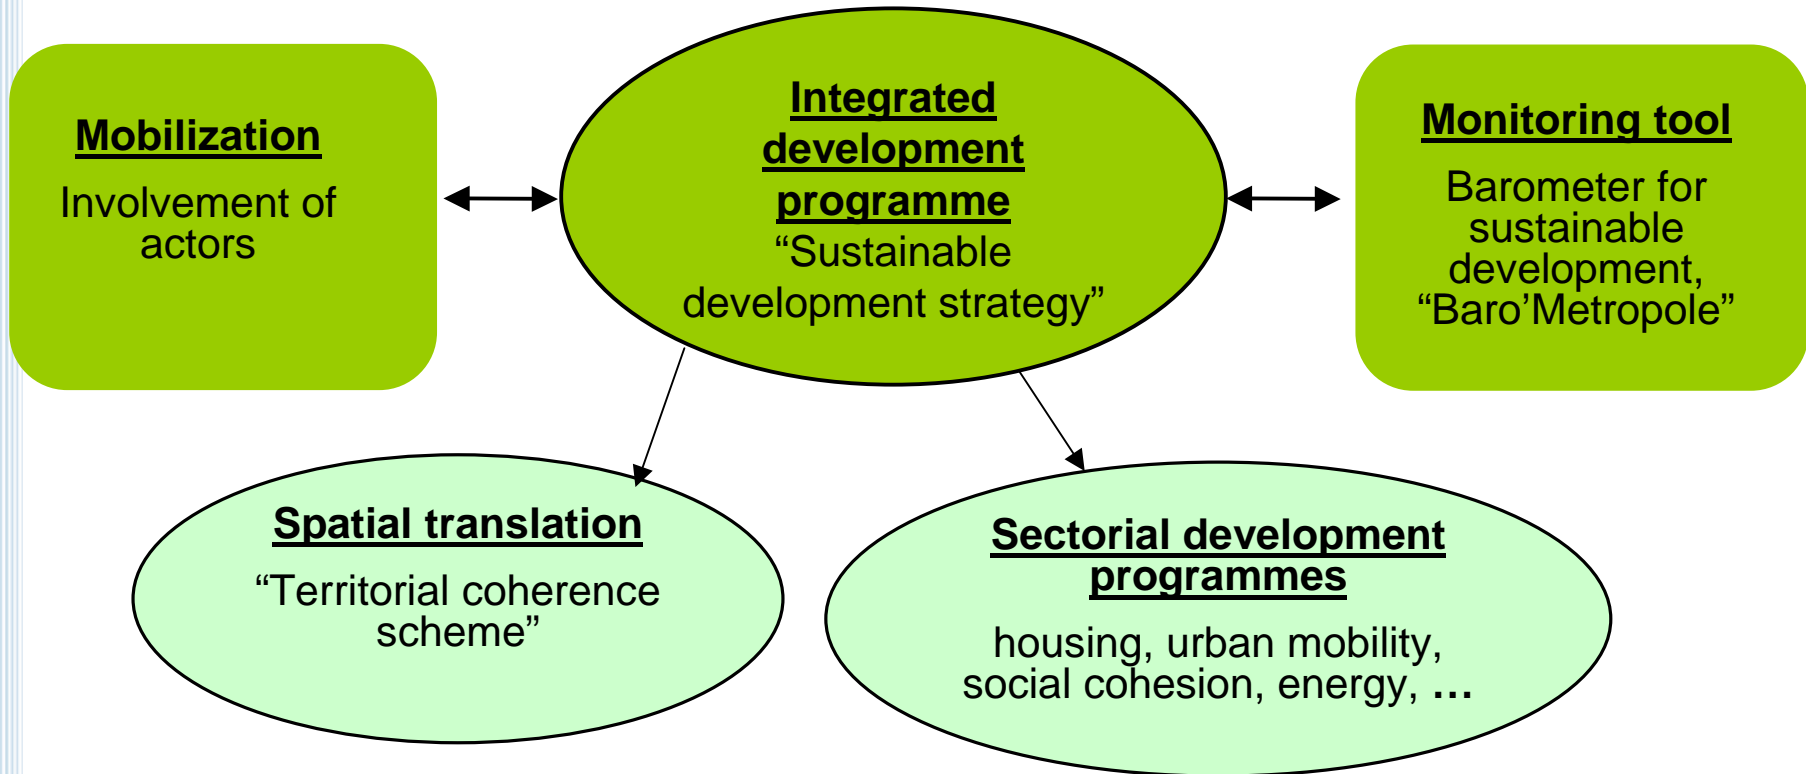 Mobilization
Involvement of
actors
Integrated
development
programme
“Sustainable
development strategy”
Monitoring tool
Barometer for
sustainable
development,
“Baro’Metropole”
Spatial translation
“Territorial coherence
scheme”
Sectorial development
programmes
housing, urban mobility,
social cohesion, energy, …